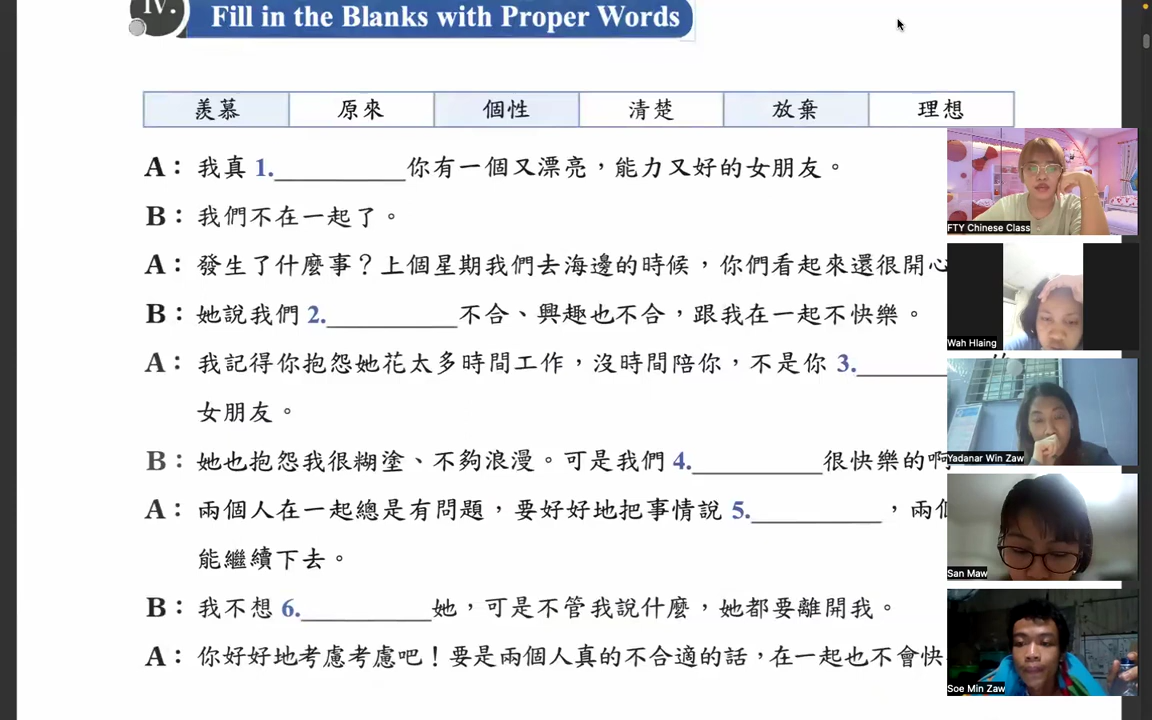 IV. Fill in the Blanks with Proper Words
羨慕 原來 個性 清楚 放棄 理想
A：我真 1.__________你有一個又漂亮，能力又好的女朋友。
B：我們不在一起了。
A：發生了什麼事？上個星期我們去海邊的時候，你們看起來還很開心
B：她說我們 2.__________不合、興趣也不合，跟我在一起不快樂。
A：我記得你抱怨她花太多時間工作，沒時間陪你，不是你 3.__________
女朋友。
B：她也抱怨我很糊塗、不夠浪漫。可是我們 4.__________很快樂的啊
A：兩個人在一起總是有問題，要好好地把事情說 5.__________，兩個
能繼續下去。
B：我不想 6.__________她，可是不管我說什麼，她都要離開我。
A：你好好地考慮考慮吧！要是兩個人真的不合適的話，在一起也不會快
FTY Chinese Class
Wah Hlaing
Yadanar Win Zaw
San Maw
Soe Min Zaw